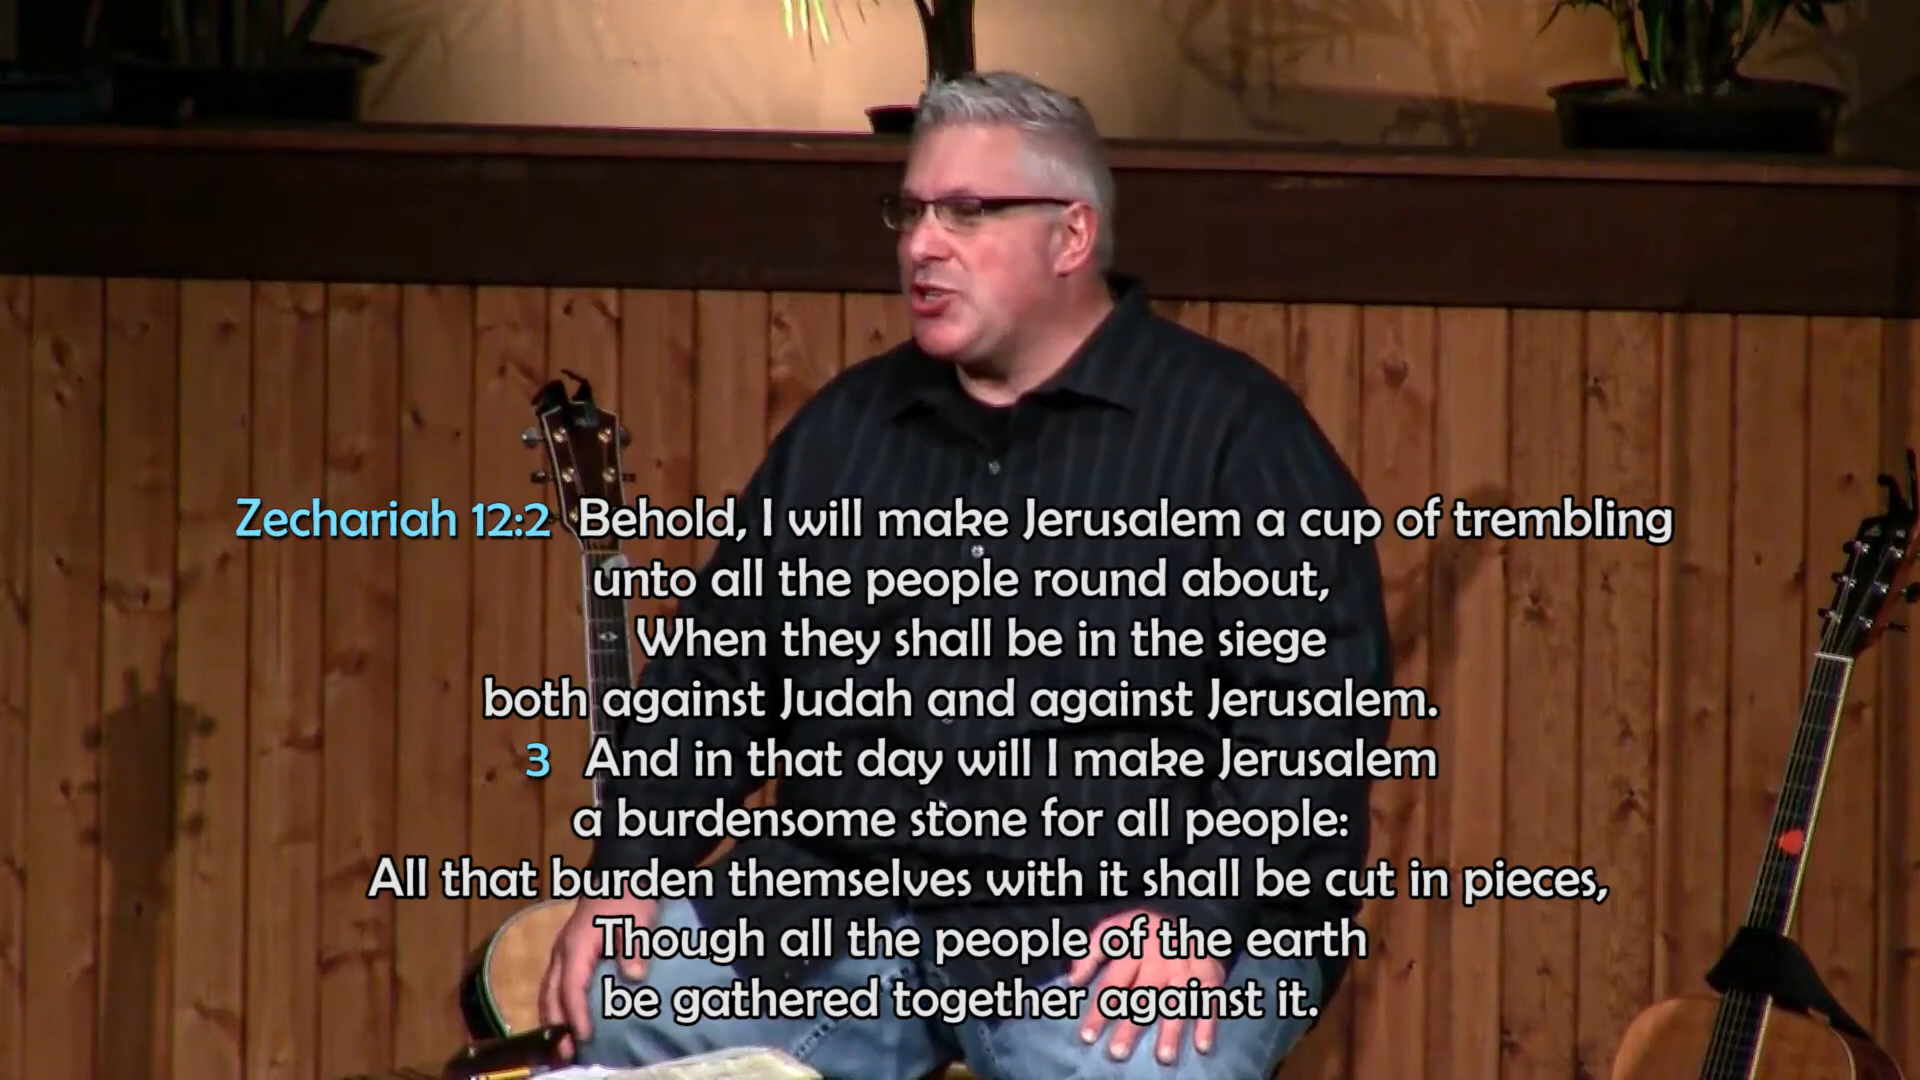 Zechariah 12:2 Behold, I will make Jerusalem a cup of trembling
unto all the people round about,
When they shall be in the siege
both against Judah and against Jerusalem.
3 And in that day will I make Jerusalem
a burdensome stone for all people:
All that burden themselves with it shall be cut in pieces,
Though all the people of the earth
be gathered together against it.